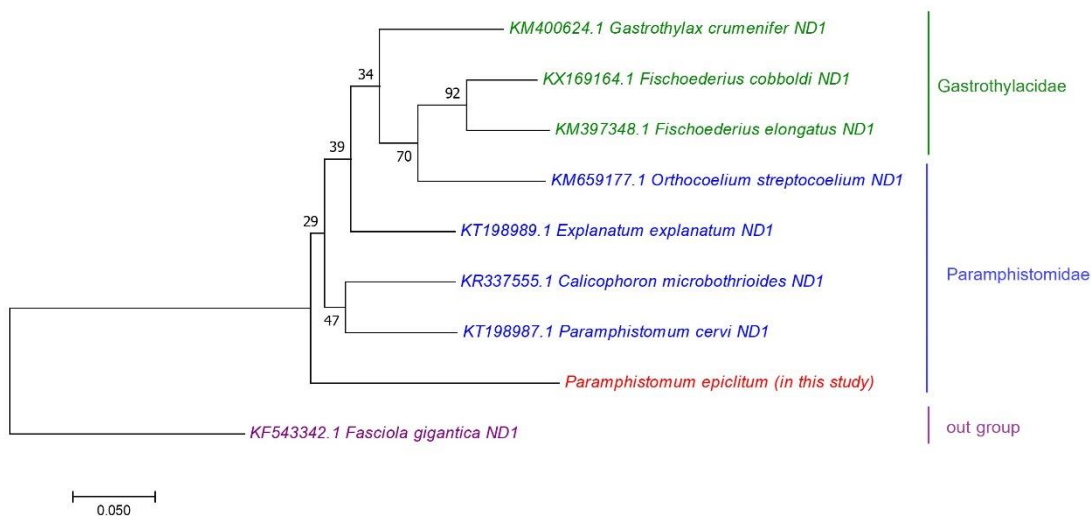 KM400624.1 Gastrothylax crumenifer ND1
34
KX169164.1 Fischoederius cobboldi ND1
92
Gastrothylacidae
KM397348.1 Fischoederius elongatus ND1
39
70
KM659177.1 Orthocoelium streptocoelium ND1
29
KT198989.1 Explanatum explanatum ND1
KR337555.1 Calicophoron microbothrioides ND1
Paramphistomidae
47
KT198987.1 Paramphistomum cervi ND1
Paramphistomum epiclitum (in this study)
KF543342.1 Fasciola gigantica ND1
out group
0.050